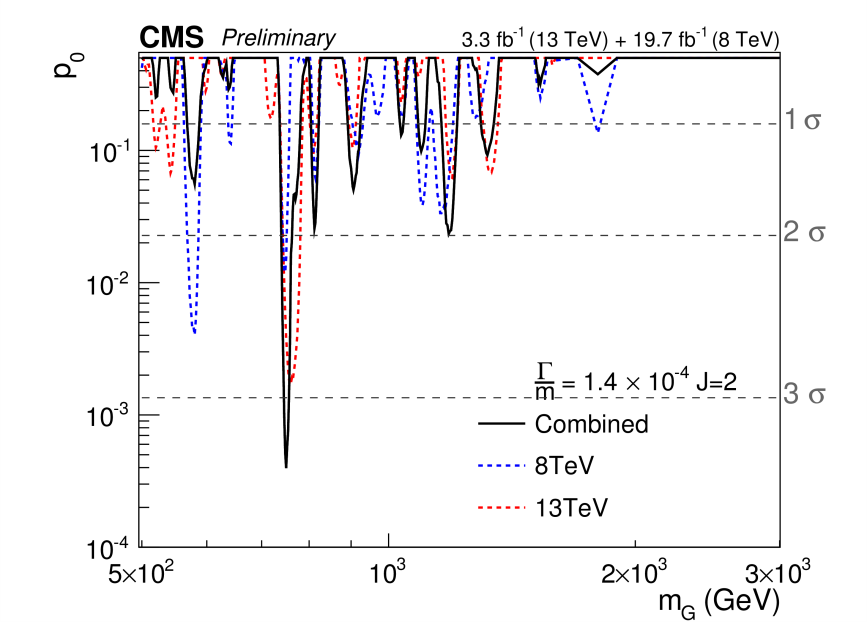 CMS Preliminary 3.3 fb⁻¹ (13 TeV) + 19.7 fb⁻¹ (8 TeV)
p₀
1 σ
10⁻¹
2 σ
10⁻²
Γ/m = 1.4 × 10⁻⁴ J=2
3 σ
10⁻³
Combined
8TeV
13TeV
10⁻⁴
5×10² 10³ 2×10³ 3×10³
m_G (GeV)